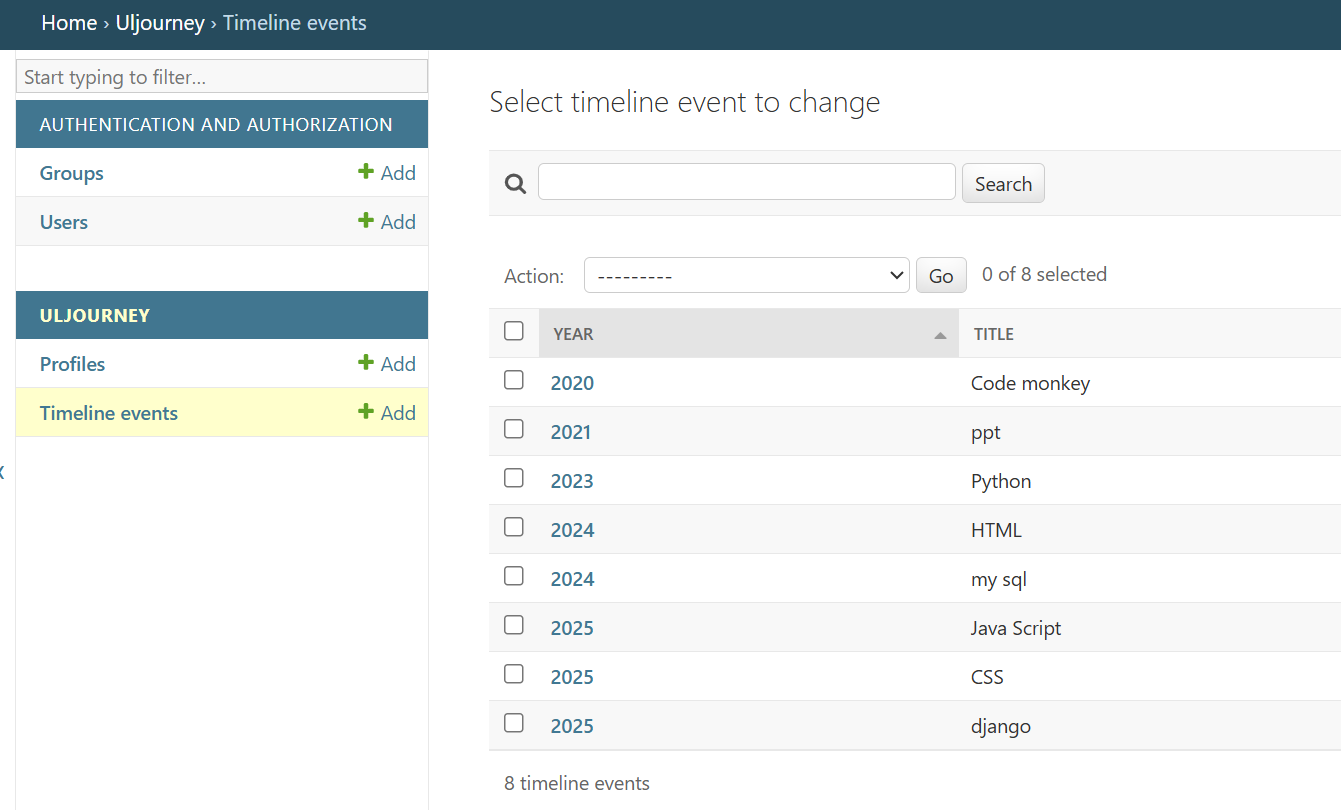 Home › Uljourney › Timeline events
Start typing to filter...
AUTHENTICATION AND AUTHORIZATION
Groups + Add
Users + Add
ULJOURNEY
Profiles + Add
Timeline events + Add
Select timeline event to change
Search
Action: --------- Go 0 of 8 selected
YEAR TITLE
2020 Code monkey
2021 ppt
2023 Python
2024 HTML
2024 my sql
2025 Java Script
2025 CSS
2025 django
8 timeline events